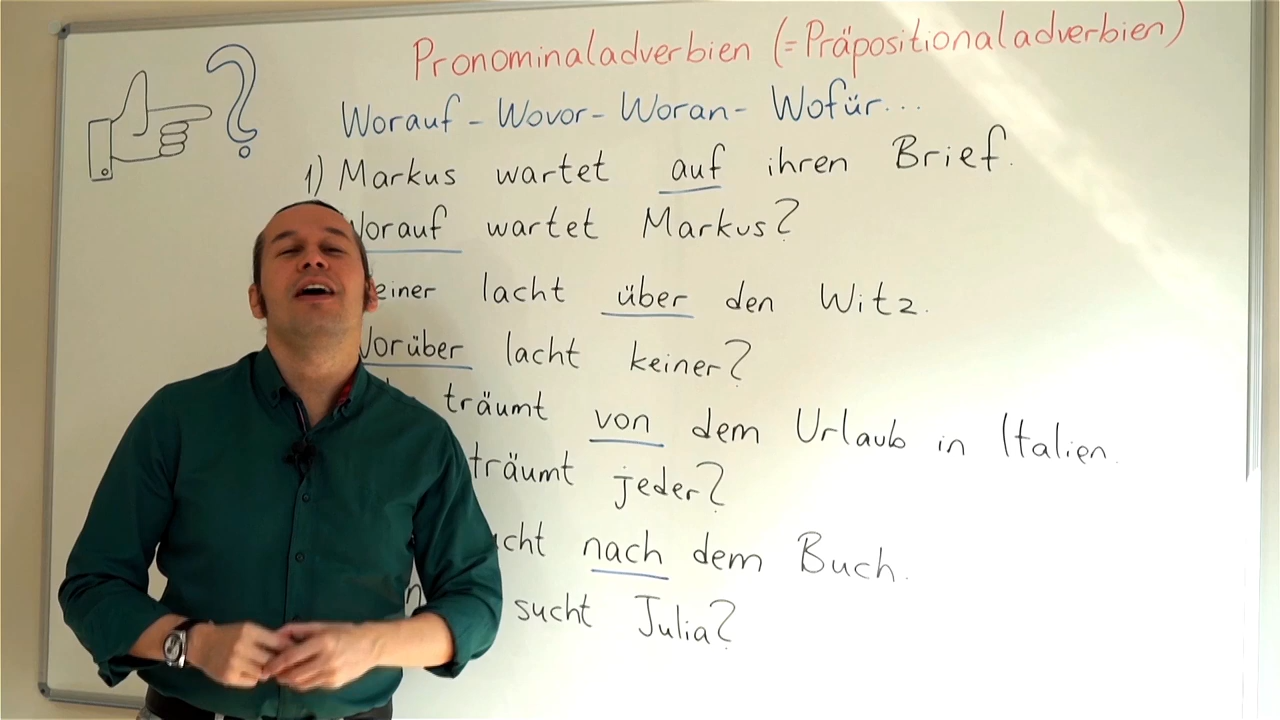 Pronominaladverbien (=Präpositionaladverbien)
Worauf - Wovor - Woran - Wofür...
1) Markus wartet auf ihren Brief.
Worauf wartet Markus?
lacht über den Witz.
Worüber lacht keiner?
träumt von dem Urlaub in Italien.
träumt jeder?
nach dem Buch.
sucht Julia?